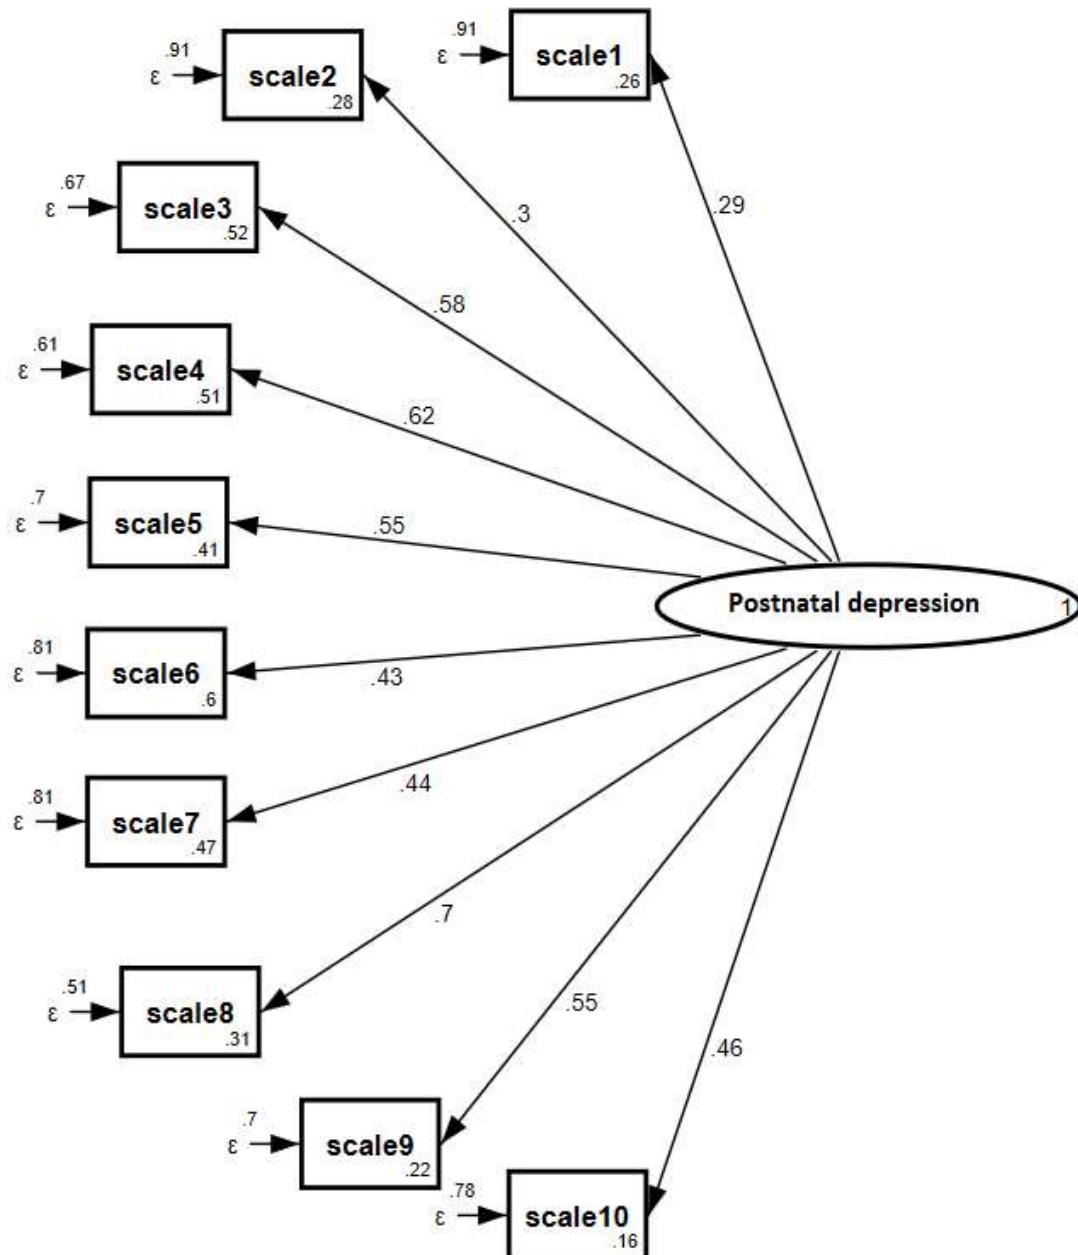 .91
ε
scale2
.28
.91
ε
scale1
.26
.67
ε
scale3
.52
.3
.29
.61
ε
scale4
.51
.58
.62
.7
ε
scale5
.41
.55
Postnatal depression
1
.81
ε
scale6
.6
.43
.81
ε
scale7
.47
.44
.7
.51
ε
scale8
.31
.55
.46
.7
ε
scale9
.22
.78
ε
scale10
.16